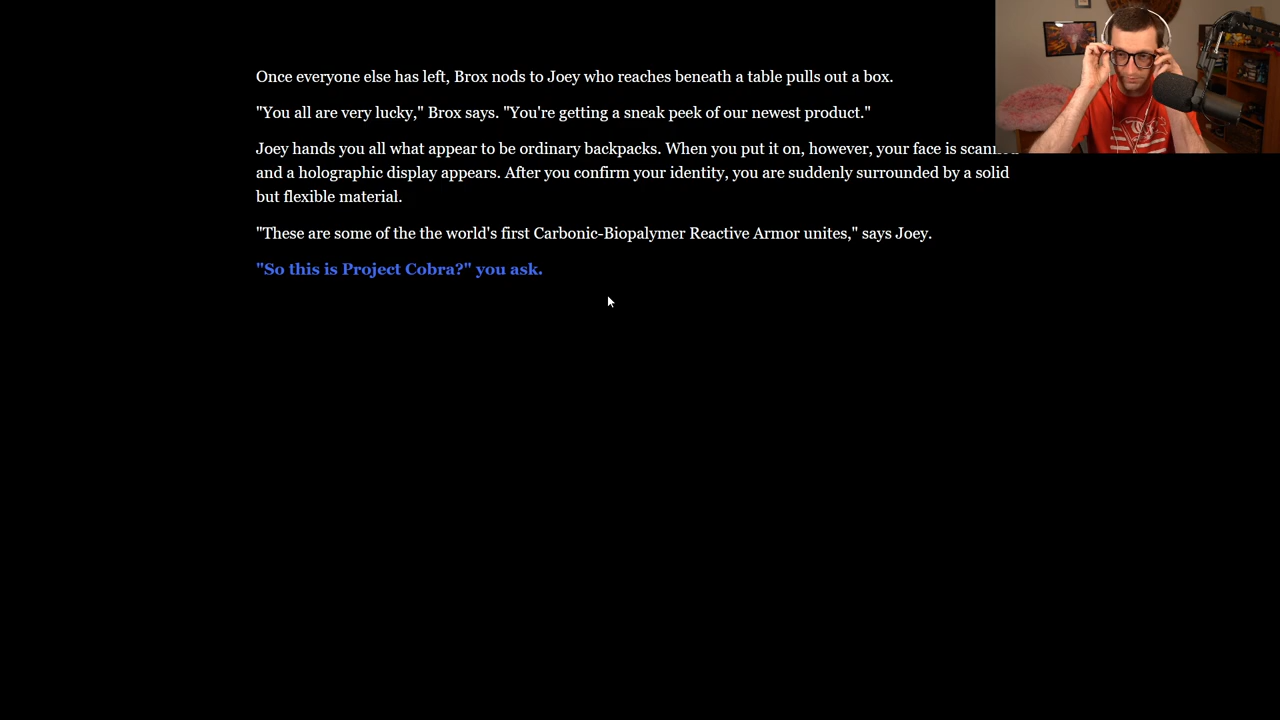 Once everyone else has left, Brox nods to Joey who reaches beneath a table pulls out a box.
"You all are very lucky," Brox says. "You're getting a sneak peek of our newest product."
Joey hands you all what appear to be ordinary backpacks. When you put it on, however, your face is scanned
and a holographic display appears. After you confirm your identity, you are suddenly surrounded by a solid
but flexible material.
"These are some of the the world's first Carbonic-Biopalymer Reactive Armor unites," says Joey.
"So this is Project Cobra?" you ask.